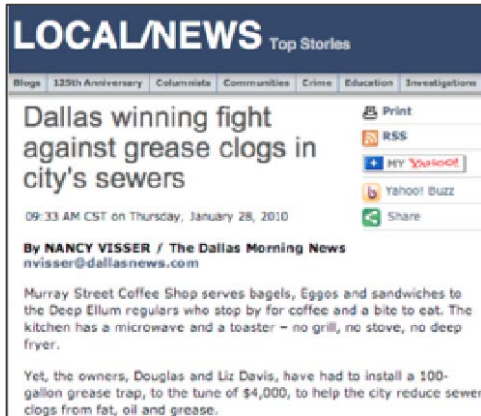 LOCAL/NEWS Top Stories
Blogs 125th Anniversary Columnists Communities Crime Education Investigations
Dallas winning fight
against grease clogs in
city's sewers
Print
RSS
MY YAHOO!
Yahoo! Buzz
Share
09:33 AM CST on Thursday, January 28, 2010
By NANCY VISSER / The Dallas Morning News
nvisser@dallasnews.com
Murray Street Coffee Shop serves bagels, Eggos and sandwiches to
the Deep Ellum regulars who stop by for coffee and a bite to eat. The
kitchen has a microwave and a toaster – no grill, no stove, no deep
fryer.
Yet, the owners, Douglas and Liz Davis, have had to install a 100-
gallon grease trap, to the tune of $4,000, to help the city reduce sewer
clogs from fat, oil and grease.